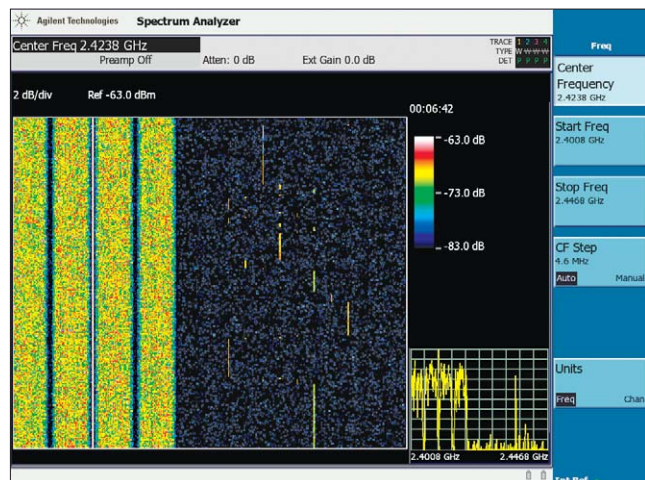 Agilent Technologies Spectrum Analyzer
Center Freq 2.4238 GHz
Preamp Off Atten: 0 dB Ext Gain 0.0 dB
TRACE 1 2 3 4
TYPE W W W W
DET P P P P
2 dB/div Ref -63.0 dBm
00:06:42
-63.0 dB
-73.0 dB
-83.0 dB
2.4008 GHz 2.4468 GHz
Freq
Center
Frequency
2.4238 GHz
Start Freq
2.4008 GHz
Stop Freq
2.4468 GHz
CF Step
4.6 MHz
Auto Manual
Units
Freq Chan
Int Ref